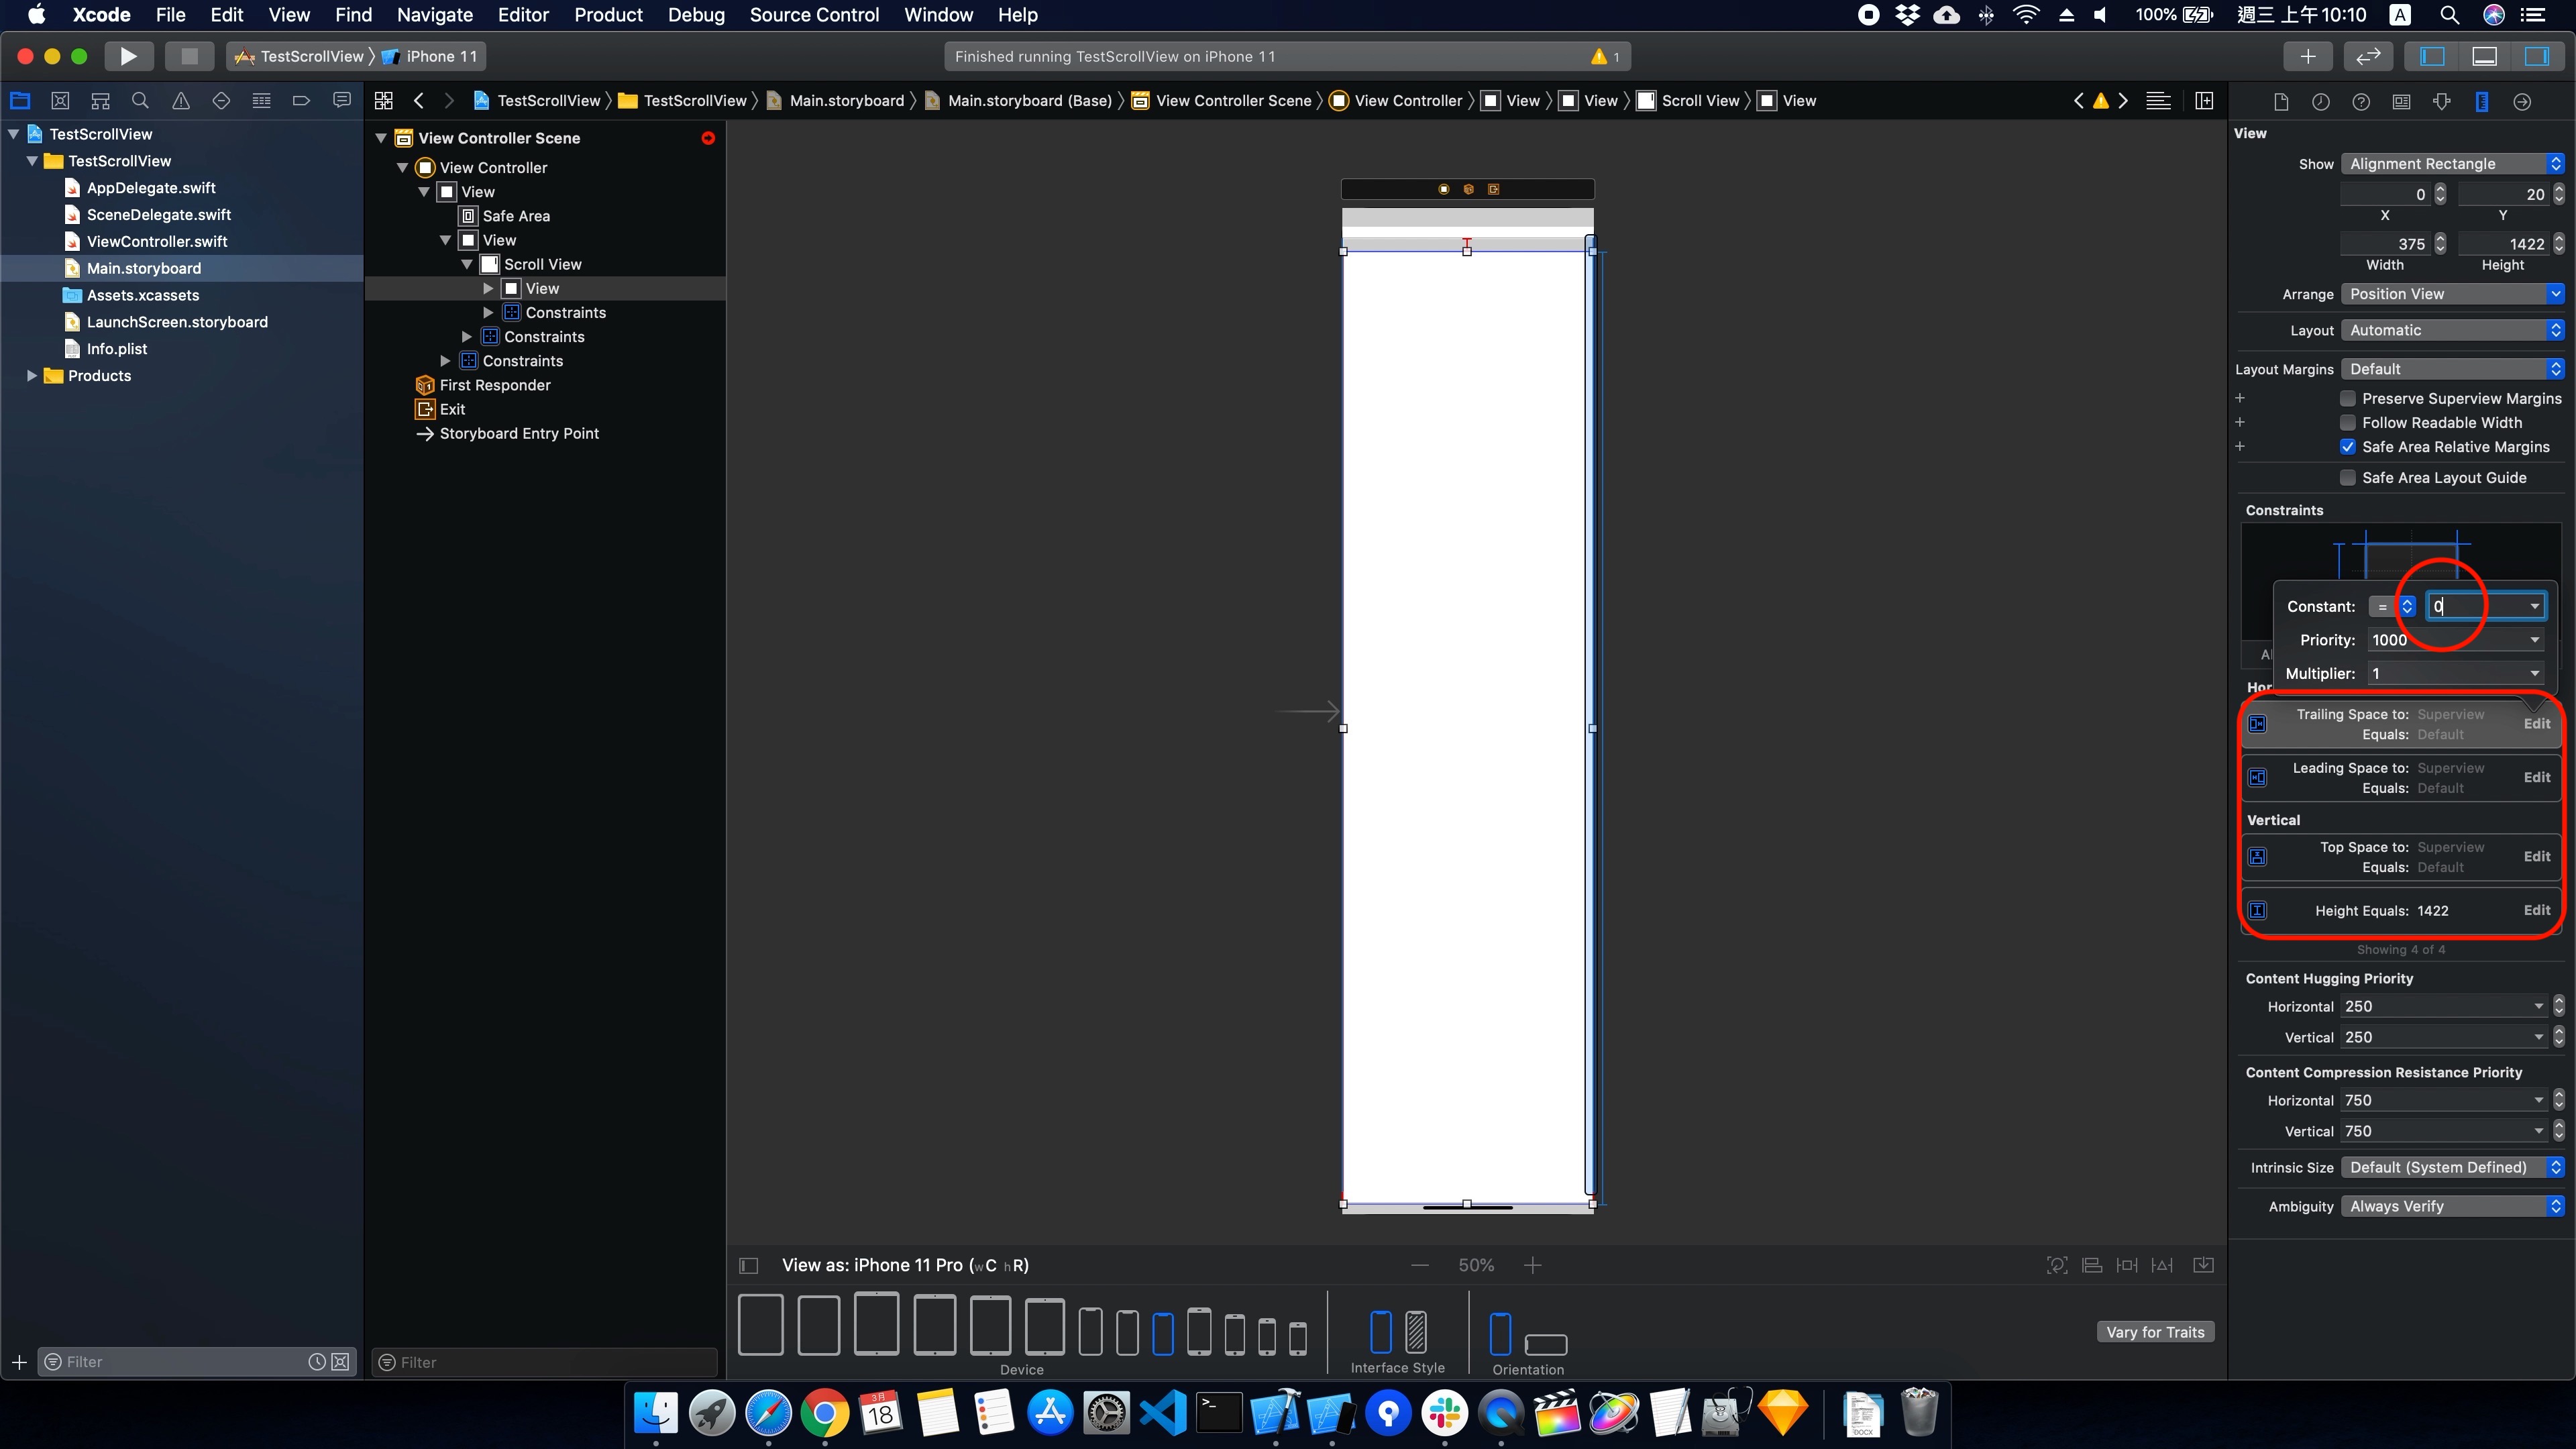 Xcode File Edit View Find Navigate Editor Product Debug Source Control Window Help
100% 週三 上午10:10 A
TestScrollView iPhone 11
Finished running TestScrollView on iPhone 11
1
TestScrollView TestScrollView Main.storyboard Main.storyboard (Base) View Controller Scene View Controller View View Scroll View View
TestScrollView
TestScrollView
AppDelegate.swift
SceneDelegate.swift
ViewController.swift
Main.storyboard
Assets.xcassets
LaunchScreen.storyboard
Info.plist
Products
Filter
View Controller Scene
View Controller
View
Safe Area
View
Scroll View
View
Constraints
Constraints
Constraints
First Responder
Exit
Storyboard Entry Point
Filter
View as: iPhone 11 Pro (wC hR)
50%
Vary for Traits
Device
Interface Style
Orientation
View
Show Alignment Rectangle
0 20
X Y
375 1422
Width Height
Arrange Position View
Layout Automatic
Layout Margins Default
Preserve Superview Margins
Follow Readable Width
Safe Area Relative Margins
Safe Area Layout Guide
Constraints
Constant: = 0
Priority: 1000
Multiplier: 1
Trailing Space to: Superview
Equals: Default
Edit
Leading Space to: Superview
Equals: Default
Edit
Vertical
Top Space to: Superview
Equals: Default
Edit
Height Equals: 1422
Edit
Showing 4 of 4
Content Hugging Priority
Horizontal 250
Vertical 250
Content Compression Resistance Priority
Horizontal 750
Vertical 750
Intrinsic Size Default (System Defined)
Ambiguity Always Verify
3月
18
DOCX